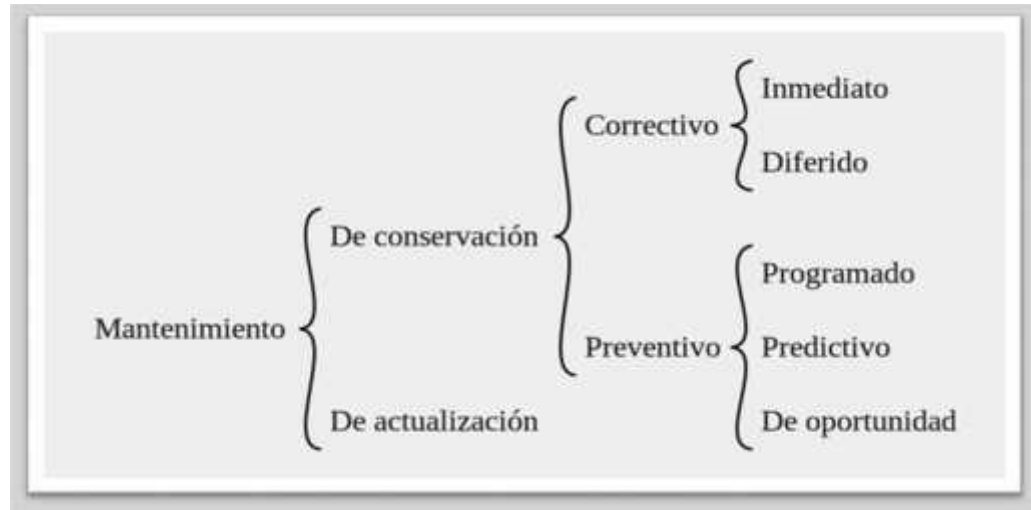 Inmediato
Correctivo
Diferido
De conservación
Programado
Mantenimiento
Preventivo
Predictivo
De actualización
De oportunidad